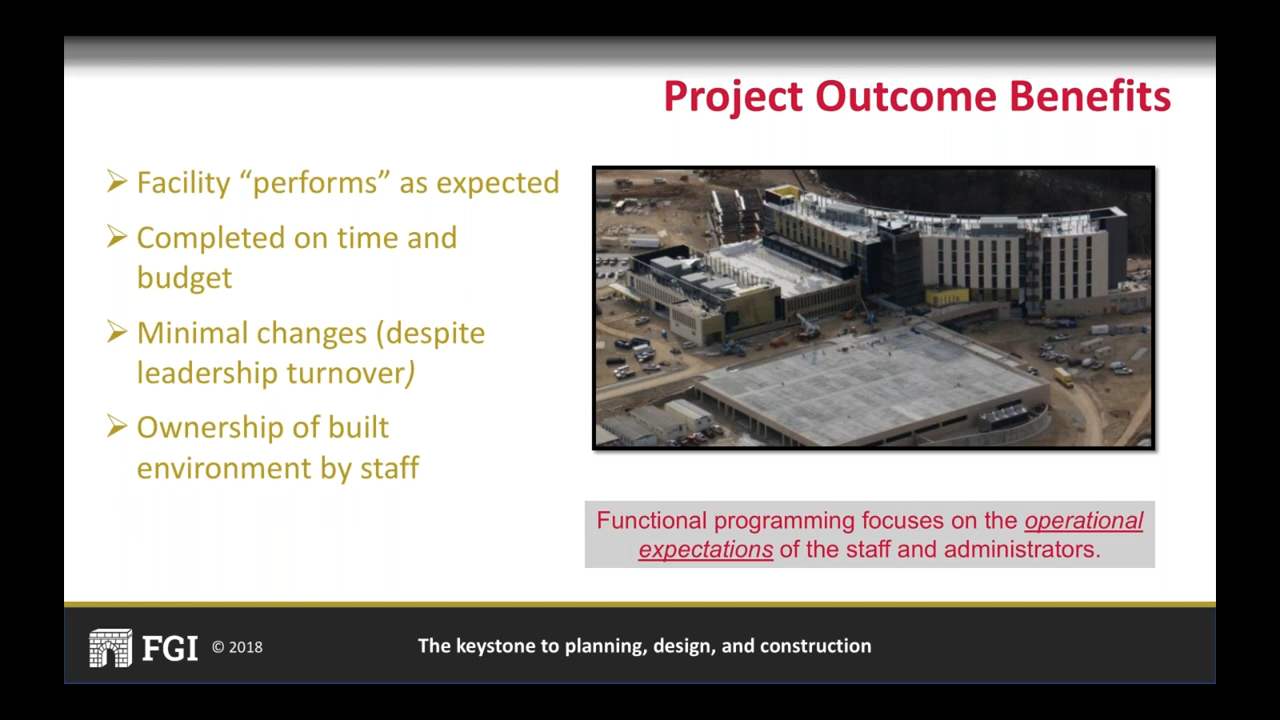 Project Outcome Benefits
Facility “performs” as expected
Completed on time and
budget
Minimal changes (despite
leadership turnover)
Ownership of built
environment by staff
Functional programming focuses on the operational
expectations of the staff and administrators.
FGI © 2018
The keystone to planning, design, and construction